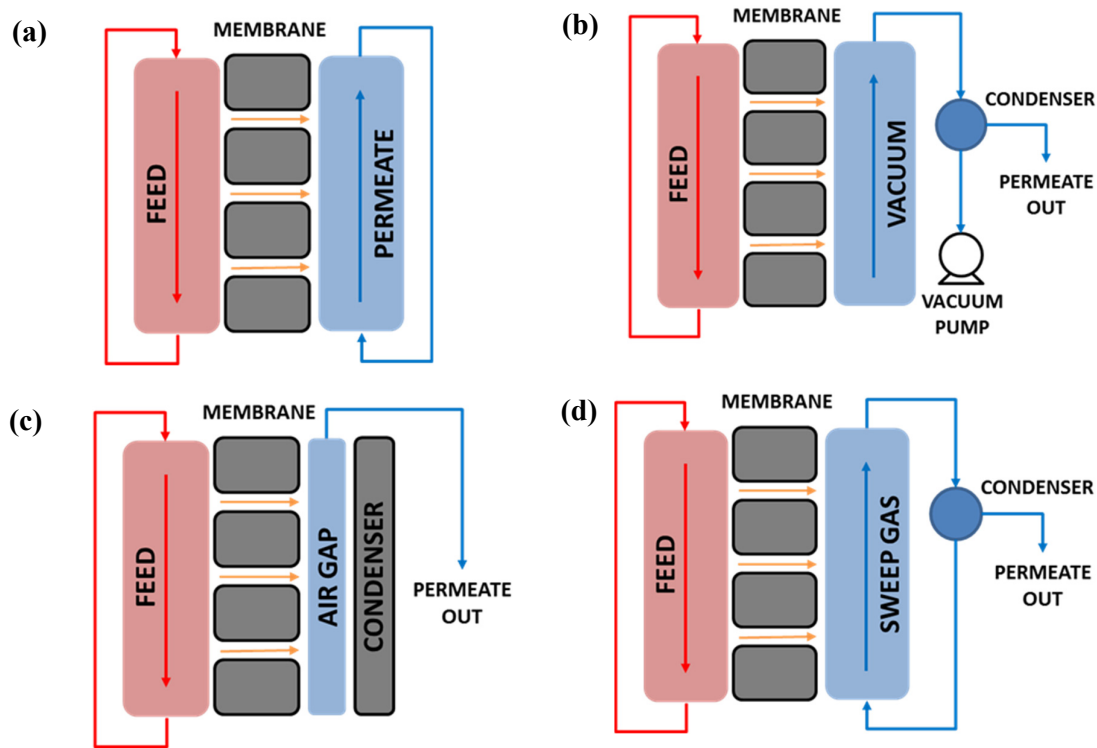 (a)
MEMBRANE
FEED
PERMEATE
(b)
MEMBRANE
FEED
VACUUM
CONDENSER
PERMEATE
OUT
VACUUM
PUMP
(c)
MEMBRANE
FEED
AIR GAP
CONDENSER
PERMEATE
OUT
(d)
MEMBRANE
FEED
SWEEP GAS
CONDENSER
PERMEATE
OUT